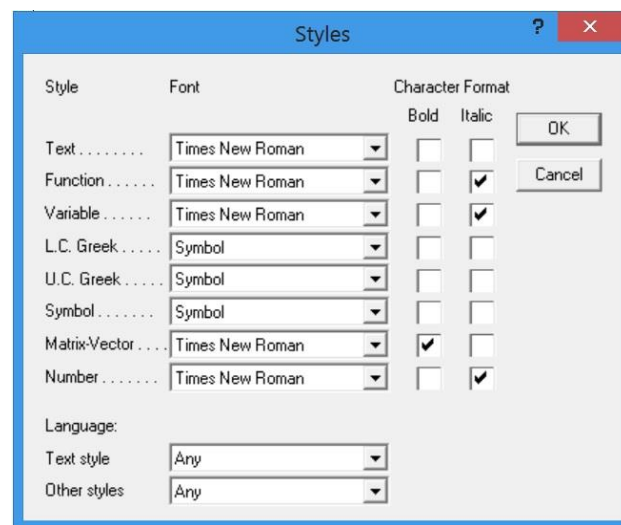 Styles ?
Style Font Character Format
Bold Italic
OK
Text . . . . . . . . Times New Roman
Function . . . . . . Times New Roman Cancel
Variable . . . . . . Times New Roman
L.C. Greek . . . . . Symbol
U.C. Greek . . . . . Symbol
Symbol . . . . . . . Symbol
Matrix-Vector . . . . Times New Roman
Number . . . . . . . Times New Roman
Language:
Text style Any
Other styles Any